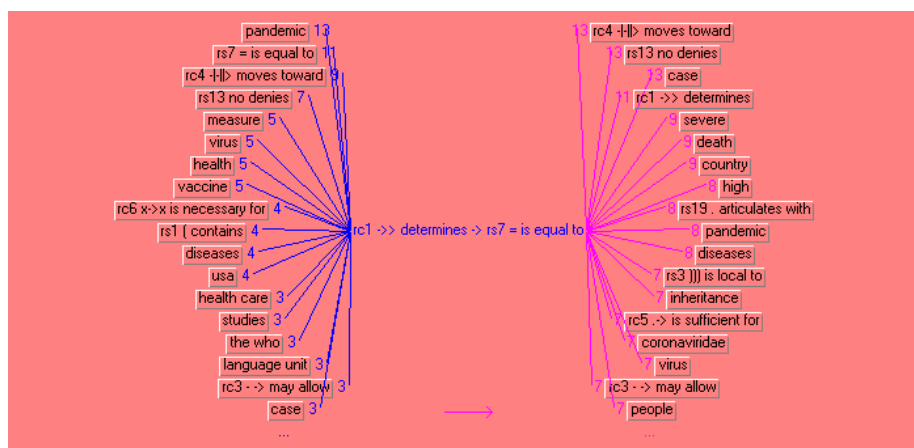 pandemic 13
rs7 = is equal to 11
rc4 -|-||> moves toward 9
rs13 no denies 7
measure 5
virus 5
health 5
vaccine 5
rc6 x->x is necessary for 4
rs1 ( contains 4
diseases 4
usa 4
health care 3
studies 3
the who 3
language unit 3
rc3 - -> may allow 3
case 3
...
rc1 ->> determines -> rs7 = is equal to
13 rc4 -|-||> moves toward
13 rs13 no denies
13 case
11 rc1 ->> determines
9 severe
9 death
9 country
8 high
8 rs19 . articulates with
8 pandemic
8 diseases
7 rs3 ))) is local to
7 inheritance
7 rc5 .-> is sufficient for
7 coronaviridae
7 virus
7 rc3 - -> may allow
7 people
...